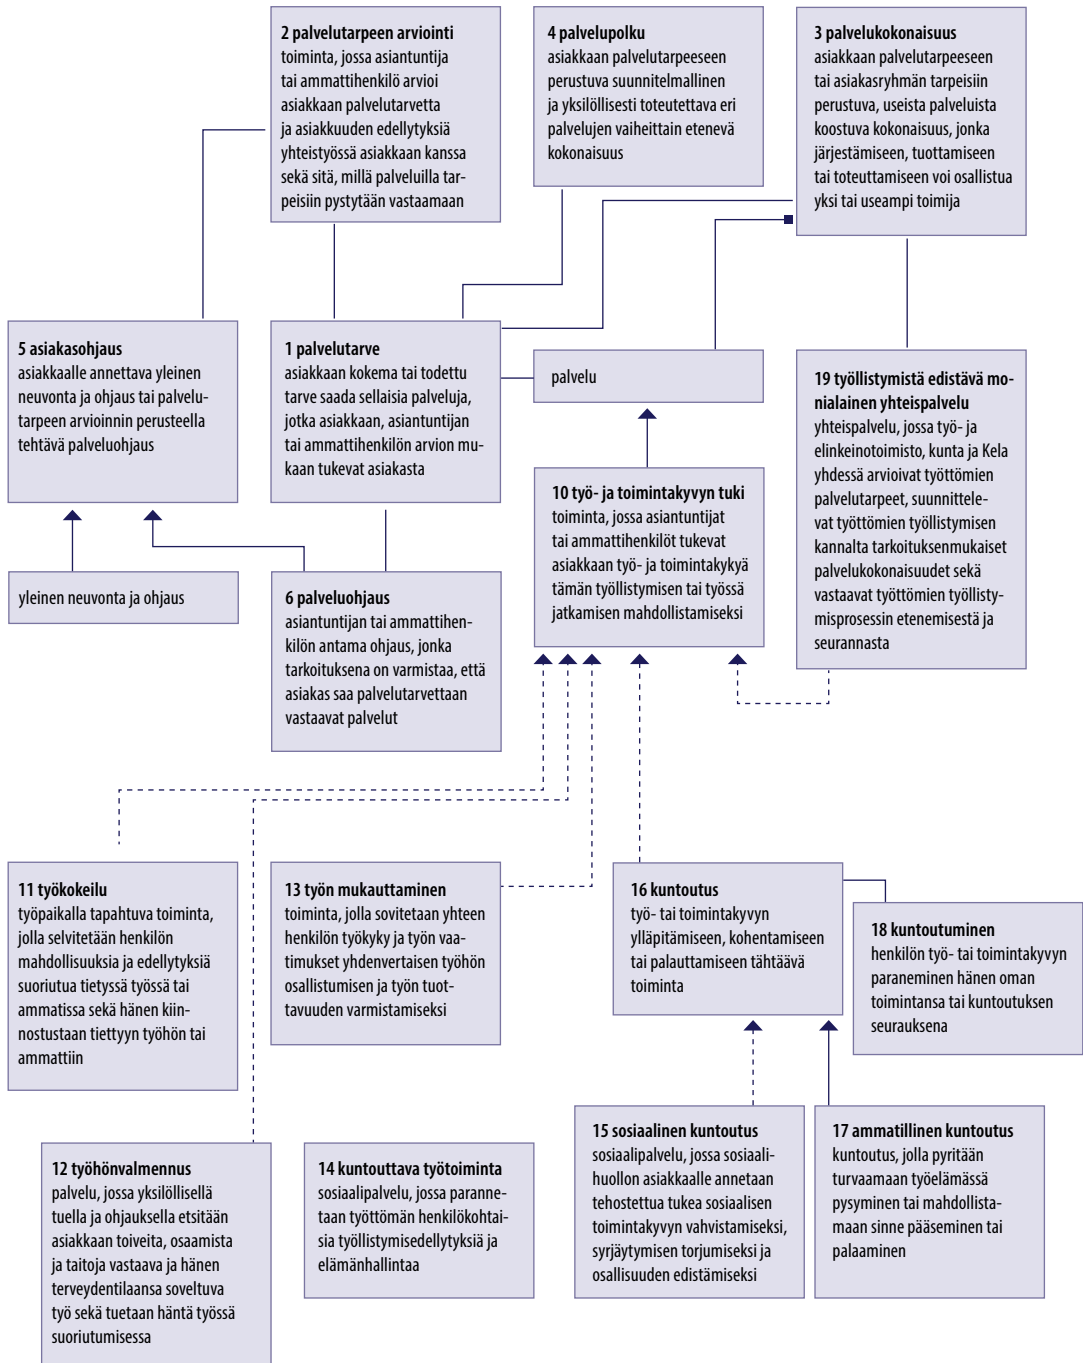 2 palvelutarpeen arviointi
toiminta, jossa asiantuntija
tai ammattihenkilö arvioi
asiakkaan palvelutarvetta
ja asiakkuuden edellytyksiä
yhteistyössä asiakkaan kanssa
sekä sitä, millä palveluilla tar-
peisiin pystytään vastaamaan
4 palvelupolku
asiakkaan palvelutarpeeseen
perustuva suunnitelmallinen
ja yksilöllisesti toteutettava eri
palvelujen vaiheittain etenevä
kokonaisuus
3 palvelukokonaisuus
asiakkaan palvelutarpeeseen
tai asiakasryhmän tarpeisiin
perustuva, useista palveluista
koostuva kokonaisuus, jonka
järjestämiseen, tuottamiseen
tai toteuttamiseen voi osallistua
yksi tai useampi toimija
5 asiakasohjaus
asiakkaalle annettava yleinen
neuvonta ja ohjaus tai palvelu-
tarpeen arvioinnin perusteella
tehtävä palveluohjaus
1 palvelutarve
asiakkaan kokema tai todettu
tarve saada sellaisia palveluja,
jotka asiakkaan, asiantuntijan
tai ammattihenkilön arvion mu-
kaan tukevat asiakasta
palvelu
19 työllistymistä edistävä mo-
nialainen yhteispalvelu
yhteispalvelu, jossa työ- ja
elinkeinotoimisto, kunta ja Kela
yhdessä arvioivat työttömien
palvelutarpeet, suunnittele-
vat työttömien työllistymisen
kannalta tarkoituksenmukaiset
palvelukokonaisuudet sekä
vastaavat työttömien työllisty-
misprosessin etenemisestä ja
seurannasta
10 työ- ja toimintakyvyn tuki
toiminta, jossa asiantuntijat
tai ammattihenkilöt tukevat
asiakkaan työ- ja toimintakykyä
tämän työllistymisen tai työssä
jatkamisen mahdollistamiseksi
yleinen neuvonta ja ohjaus
6 palveluohjaus
asiantuntijan tai ammattihen-
kilön antama ohjaus, jonka
tarkoituksena on varmistaa, että
asiakas saa palvelutarvettaan
vastaavat palvelut
11 työkokeilu
työpaikalla tapahtuva toiminta,
jolla selvitetään henkilön
mahdollisuuksia ja edellytyksiä
suoriutua tietyssä työssä tai
ammatissa sekä hänen kiin-
nostustaan tiettyyn työhön tai
ammattiin
13 työn mukauttaminen
toiminta, jolla sovitetaan yhteen
henkilön työkyky ja työn vaa-
timukset yhdenvertaisen työhön
osallistumisen ja työn tuot-
tavuuden varmistamiseksi
16 kuntoutus
työ- tai toimintakyvyn
ylläpitämiseen, kohentamiseen
tai palauttamiseen tähtäävä
toiminta
18 kuntoutuminen
henkilön työ- tai toimintakyvyn
paraneminen hänen oman
toimintansa tai kuntoutuksen
seurauksena
12 työhönvalmennus
palvelu, jossa yksilöllisellä
tuella ja ohjauksella etsitään
asiakkaan toiveita, osaamista
ja taitoja vastaava ja hänen
terveydentilaansa soveltuva
työ sekä tuetaan häntä työssä
suoriutumisessa
14 kuntouttava työtoiminta
sosiaalipalvelu, jossa paranne-
taan työttömän henkilökohtai-
sia työllistymisedellytyksiä ja
elämänhallintaa
15 sosiaalinen kuntoutus
sosiaalipalvelu, jossa sosiaali-
huollon asiakkaalle annetaan
tehostettua tukea sosiaalisen
toimintakyvyn vahvistamiseksi,
syrjäytymisen torjumiseksi ja
osallisuuden edistämiseksi
17 ammatillinen kuntoutus
kuntoutus, jolla pyritään
turvaamaan työelämässä
pysyminen tai mahdollista-
maan sinne pääseminen tai
palaaminen